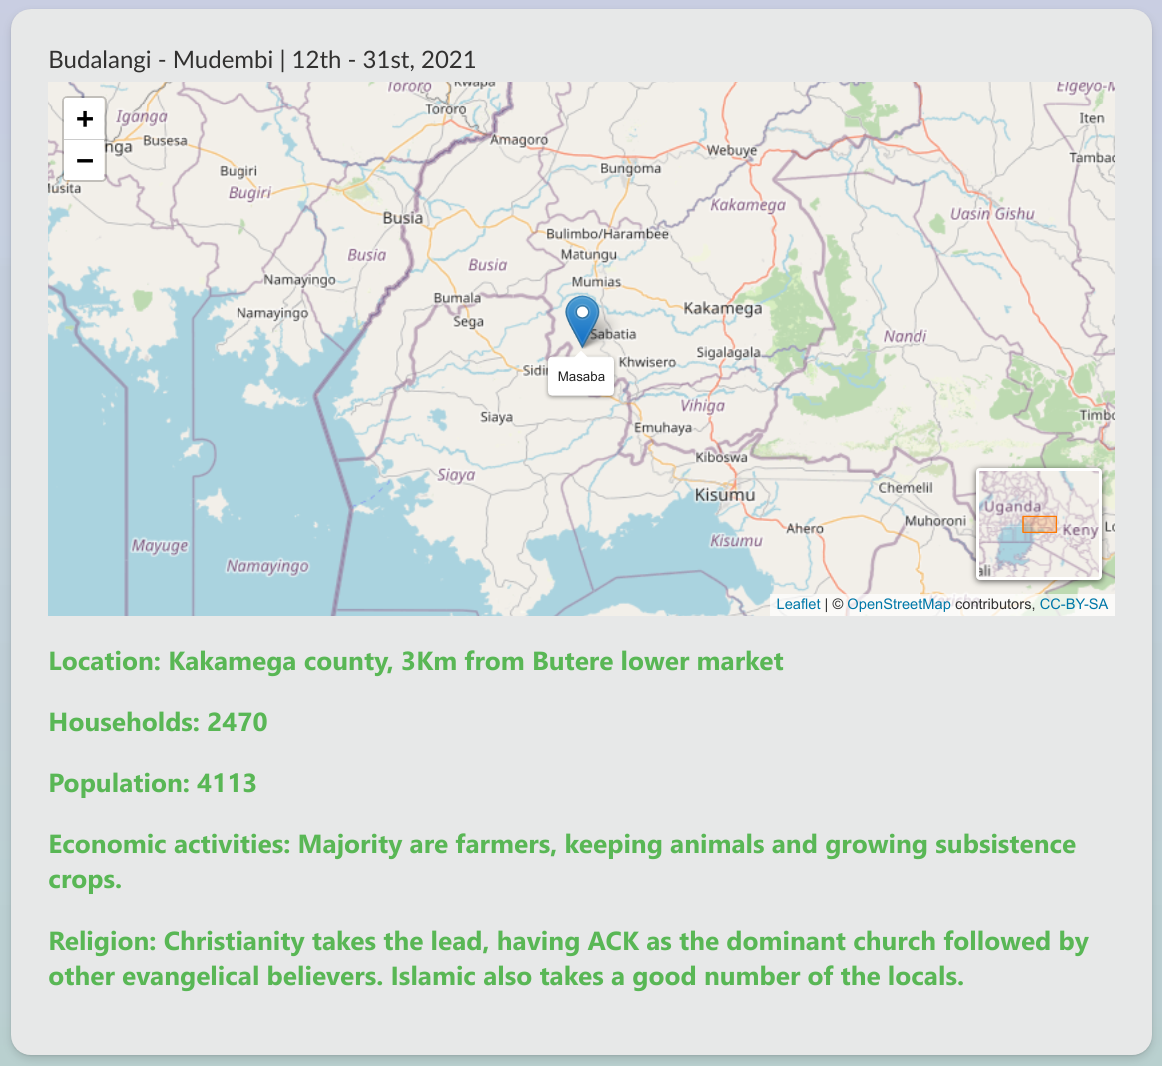 Budalangi - Mudembi | 12th - 31st, 2021
+
−
Tororo
Kwapa
Elgeyo-M
Iganga
Tororo
Iten
nga
Busesa
Amagoro
Webuye
Tambac
Bugiri
Bungoma
Musita
Bugiri
Kakamega
Busia
Uasin Gishu
Bulimbo/Harambee
Busia
Matungu
Busia
Namayingo
Mumias
Bumala
Kakamega
Namayingo
Sega
Sabatia
Nandi
Sigalagala
Khwisero
Sidin
Masaba
Vihiga
Siaya
Timbo
Emuhaya
Kiboswa
Siaya
Chemelil
Kisumu
Uganda
Muhoroni
Ahero
Keny
Lo
Mayuge
Kisumu
Namayingo
ali
Leaflet | © OpenStreetMap contributors, CC-BY-SA
Location: Kakamega county, 3Km from Butere lower market
Households: 2470
Population: 4113
Economic activities: Majority are farmers, keeping animals and growing subsistence
crops.
Religion: Christianity takes the lead, having ACK as the dominant church followed by
other evangelical believers. Islamic also takes a good number of the locals.